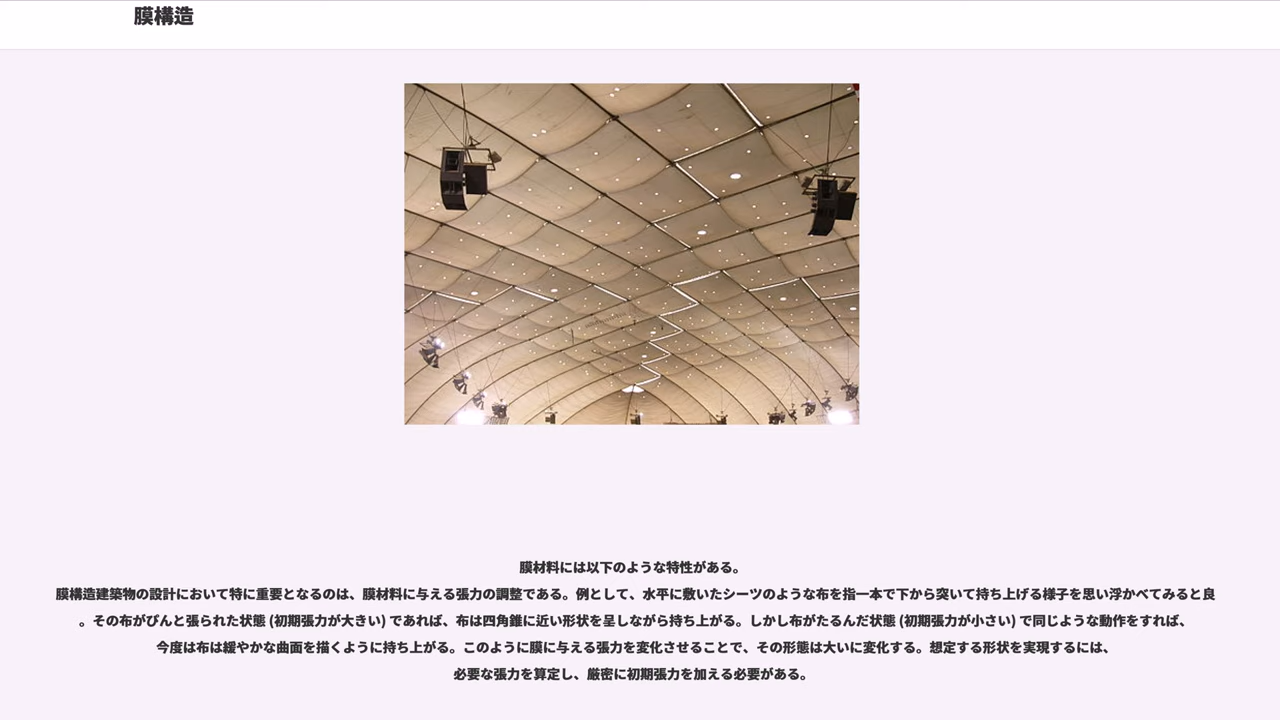 膜構造
膜材料には以下のような特性がある。
膜構造建築物の設計において特に重要となるのは、膜材料に与える張力の調整である。例として、水平に敷いたシーツのような布を指一本で下から突いて持ち上げる様子を思い浮かべてみると良
。その布がぴんと張られた状態 (初期張力が大きい) であれば、布は四角錐に近い形状を呈しながら持ち上がる。しかし布がたるんだ状態 (初期張力が小さい) で同じような動作をすれば、
今度は布は緩やかな曲面を描くように持ち上がる。このように膜に与える張力を変化させることで、その形態は大いに変化する。想定する形状を実現するには、
必要な張力を算定し、厳密に初期張力を加える必要がある。